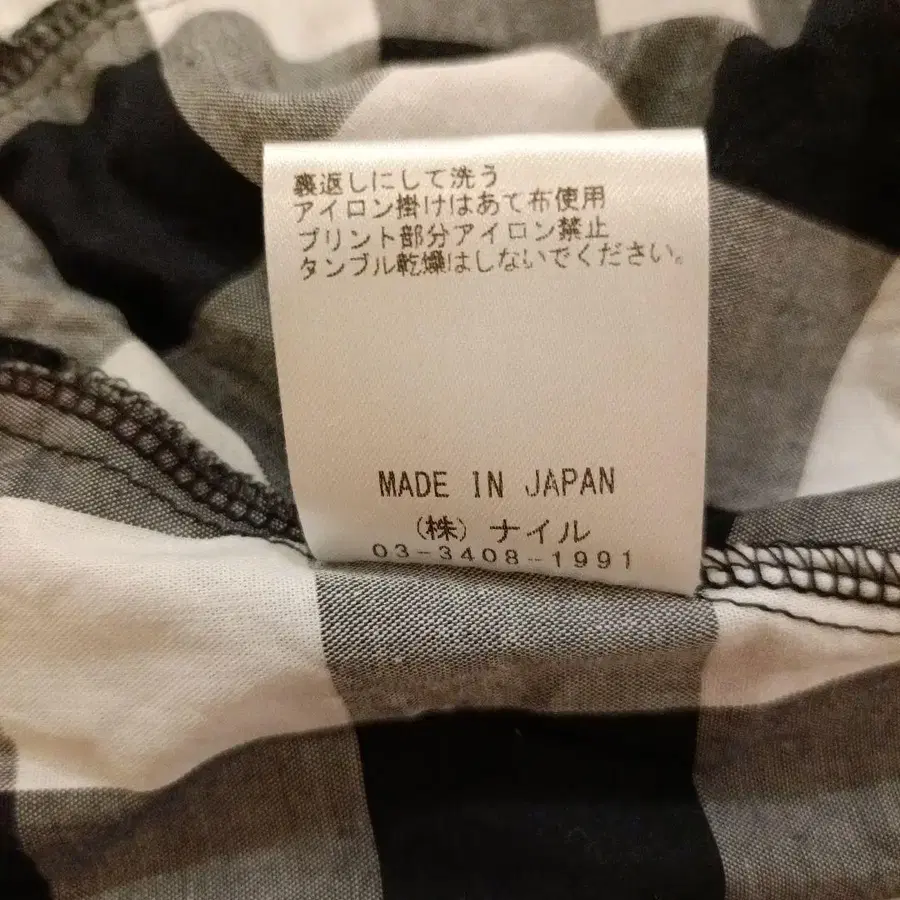 裏返しにして洗う
アイロン掛けはあて布使用
プリント部分アイロン禁止
タンブル乾燥はしないでください。
MADE IN JAPAN
(株)ナイル
03-3408-1991